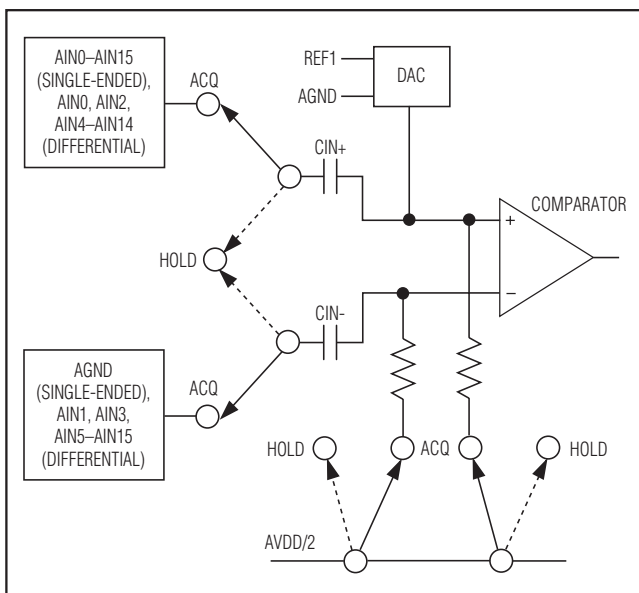 AIN0–AIN15
(SINGLE-ENDED),
AIN0, AIN2,
AIN4–AIN14
(DIFFERENTIAL)
ACQ
REF1
AGND
DAC
CIN+
COMPARATOR
+
HOLD
−
CIN-
AGND
(SINGLE-ENDED),
AIN1, AIN3,
AIN5–AIN15
(DIFFERENTIAL)
ACQ
HOLD
ACQ
HOLD
AVDD/2